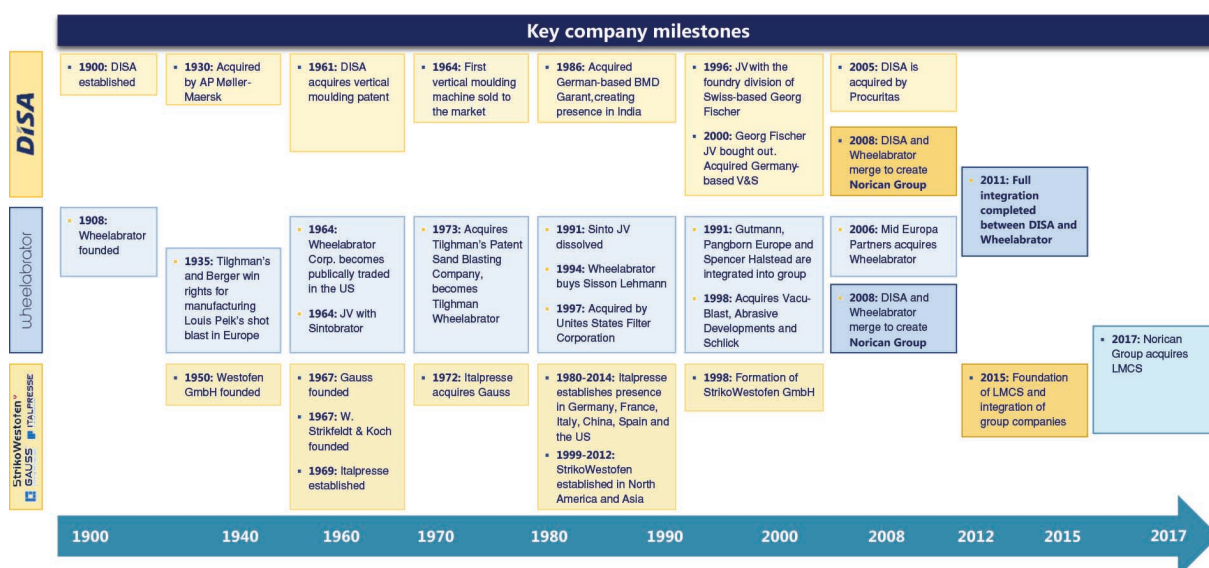 Key company milestones
DISA
1900: DISA
established
1930: Acquired
by AP Møller-
Maersk
1961: DISA
acquires vertical
moulding patent
1964: First
vertical moulding
machine sold to
the market
1986: Acquired
German-based BMD
Garant,creating
presence in India
1996: JV with the
foundry division of
Swiss-based Georg
Fischer
2000: Georg Fischer
JV bought out.
Acquired Germany-
based V&S
2005: DISA is
acquired by
Procuritas
2008: DISA and
Wheelabrator
merge to create
Norican Group
2011: Full
integration
completed
between DISA and
Wheelabrator
wheelabrator
1908:
Wheelabrator
founded
1935: Tilghman's
and Berger win
rights for
manufacturing
Louis Peik's shot
blast in Europe
1964:
Wheelabrator
Corp. becomes
publically traded
in the US
1964: JV with
Sintobrator
1973: Acquires
Tilghman's Patent
Sand Blasting
Company,
becomes
Tilghman
Wheelabrator
1991: Sinto JV
dissolved
1994: Wheelabrator
buys Sisson Lehmann
1997: Acquired by
Unites States Filter
Corporation
1991: Gutmann,
Pangborn Europe and
Spencer Halstead are
integrated into group
1998: Acquires Vacu-
Blast, Abrasive
Developments and
Schlick
2006: Mid Europa
Partners acquires
Wheelabrator
2008: DISA and
Wheelabrator
merge to create
Norican Group
2017: Norican
Group acquires
LMCS
StrikoWestofen
GAUSS ITALPRESSE
1950: Westofen
GmbH founded
1967: Gauss
founded
1967: W.
Strikfeldt & Koch
founded
1969: Italpresse
established
1972: Italpresse
acquires Gauss
1980-2014: Italpresse
establishes presence
in Germany, France,
Italy, China, Spain and
the US
1999-2012:
StrikoWestofen
established in North
America and Asia
1998: Formation of
StrikoWestofen GmbH
2015: Foundation
of LMCS and
integration of
group companies
1900 1940 1960 1970 1980 1990 2000 2008 2012 2015 2017